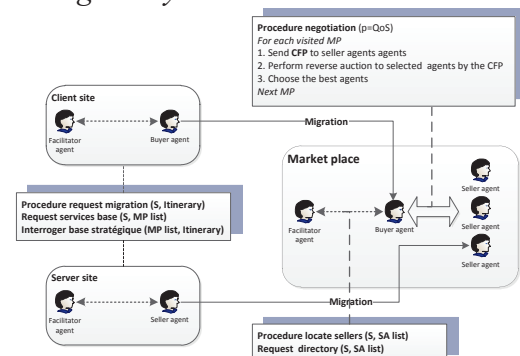 Procedure negotiation (p=QoS)
For each visited MP
1. Send CFP to seller agents agents
2. Perform reverse auction to selected agents by the CFP
3. Choose the best agents
Next MP
Client site
Facilitator
agent
Buyer agent
Migration
Market place
Seller agent
Facilitator
agent
Buyer agent
Seller agent
Seller agent
Procedure request migration (S, Itinerary)
Request services base (S, MP list)
Interroger base stratégique (MP list, Itinerary)
Server site
Facilitator
agent
Seller agent
Migration
Procedure locate sellers (S, SA list)
Request directory (S, SA list)